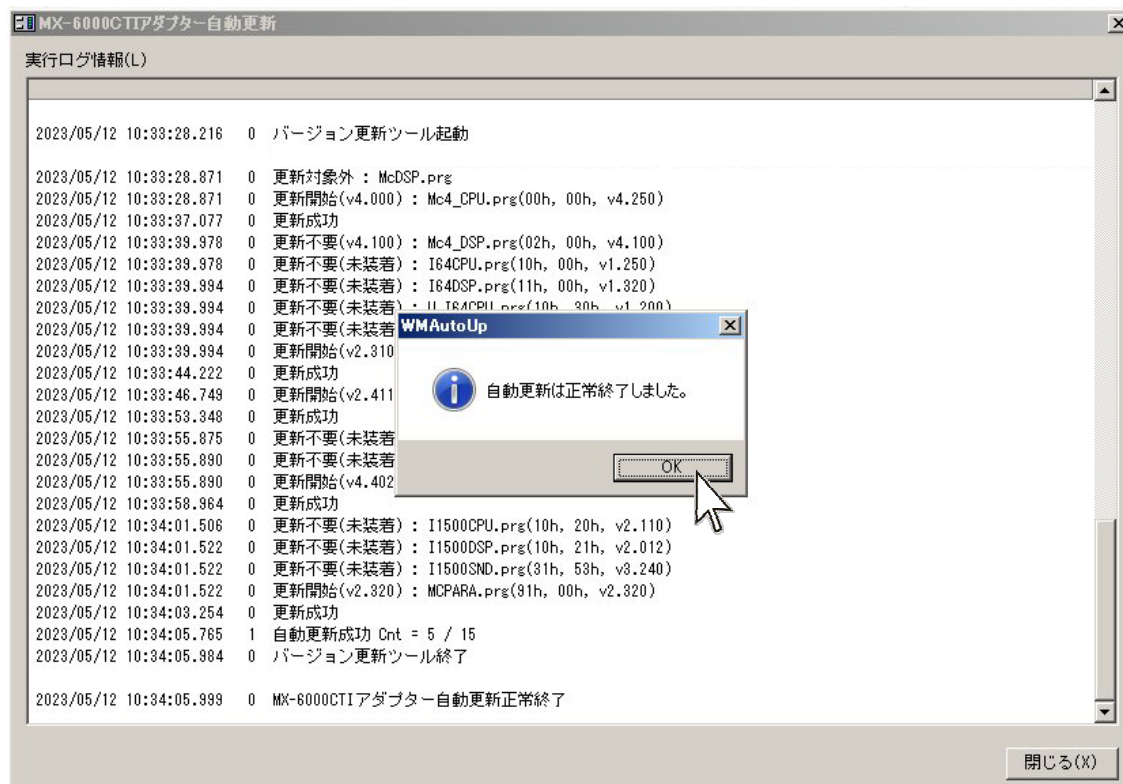 MX-6000CTIアダプター自動更新
実行ログ情報(L)
2023/05/12 10:33:28.216 0 バージョン更新ツール起動
2023/05/12 10:33:28.871 0 更新対象外 : McDSP.prg
2023/05/12 10:33:28.871 0 更新開始(v4.000) : Mc4_CPU.prg(00h, 00h, v4.250)
2023/05/12 10:33:37.077 0 更新成功
2023/05/12 10:33:39.978 0 更新不要(v4.100) : Mc4_DSP.prg(02h, 00h, v4.100)
2023/05/12 10:33:39.978 0 更新不要(未装着) : I64CPU.prg(10h, 00h, v1.250)
2023/05/12 10:33:39.994 0 更新不要(未装着) : I64DSP.prg(11h, 00h, v1.320)
2023/05/12 10:33:39.994 0 更新不要(未装着) : U_I64CPU.prg(10h, 30h, v1.200)
2023/05/12 10:33:39.994 0 更新不要(未装着
2023/05/12 10:33:39.994 0 更新開始(v2.310
2023/05/12 10:33:44.222 0 更新成功
2023/05/12 10:33:46.749 0 更新開始(v2.411
2023/05/12 10:33:53.348 0 更新成功
2023/05/12 10:33:55.875 0 更新不要(未装着
2023/05/12 10:33:55.890 0 更新不要(未装着
2023/05/12 10:33:55.890 0 更新開始(v4.402
2023/05/12 10:33:58.964 0 更新成功
2023/05/12 10:34:01.506 0 更新不要(未装着) : I1500CPU.prg(10h, 20h, v2.110)
2023/05/12 10:34:01.522 0 更新不要(未装着) : I1500DSP.prg(10h, 21h, v2.012)
2023/05/12 10:34:01.522 0 更新不要(未装着) : I1500SND.prg(31h, 53h, v3.240)
2023/05/12 10:34:01.522 0 更新開始(v2.320) : MCPARA.prg(91h, 00h, v2.320)
2023/05/12 10:34:03.254 0 更新成功
2023/05/12 10:34:05.765 1 自動更新成功 Cnt = 5 / 15
2023/05/12 10:34:05.984 0 バージョン更新ツール終了
2023/05/12 10:34:05.999 0 MX-6000CTIアダプター自動更新正常終了
WMAutoUp
自動更新は正常終了しました。
OK
閉じる(X)